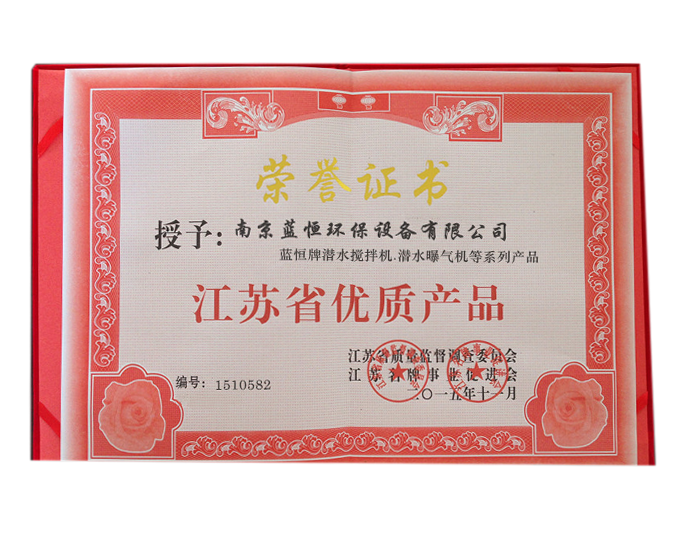 荣誉证书
授予：南京蓝恒环保设备有限公司
蓝恒牌潜水搅拌机.潜水曝气机等系列产品
江苏省优质产品
江苏省质量监督调查委员会
江苏名牌事业促进会
编号：1510582
二〇一五年十一月